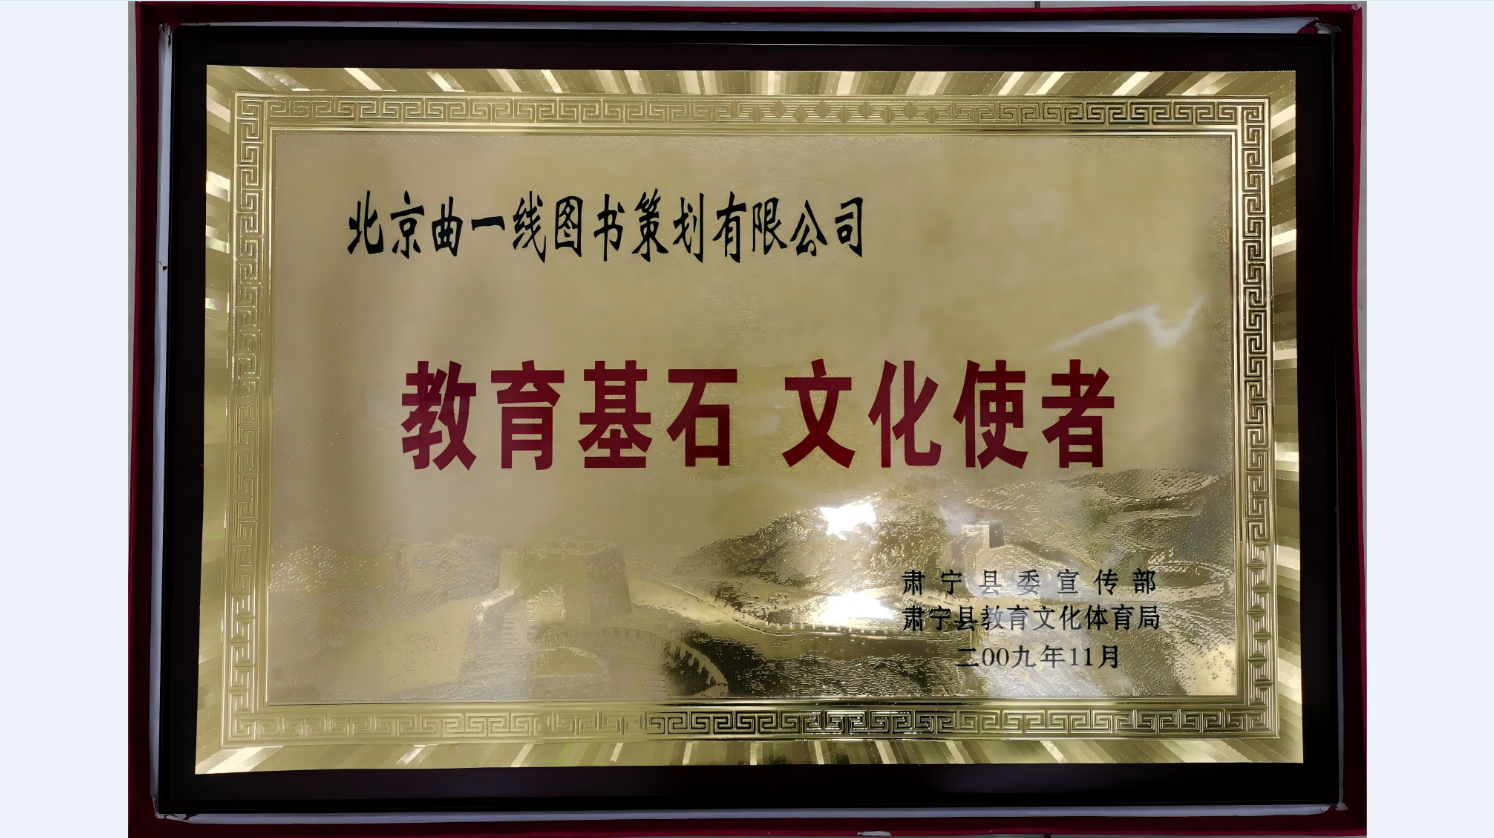 北京曲一线图书策划有限公司
教育基石 文化使者
肃宁县委宣传部
肃宁县教育文化体育局
二00九年11月